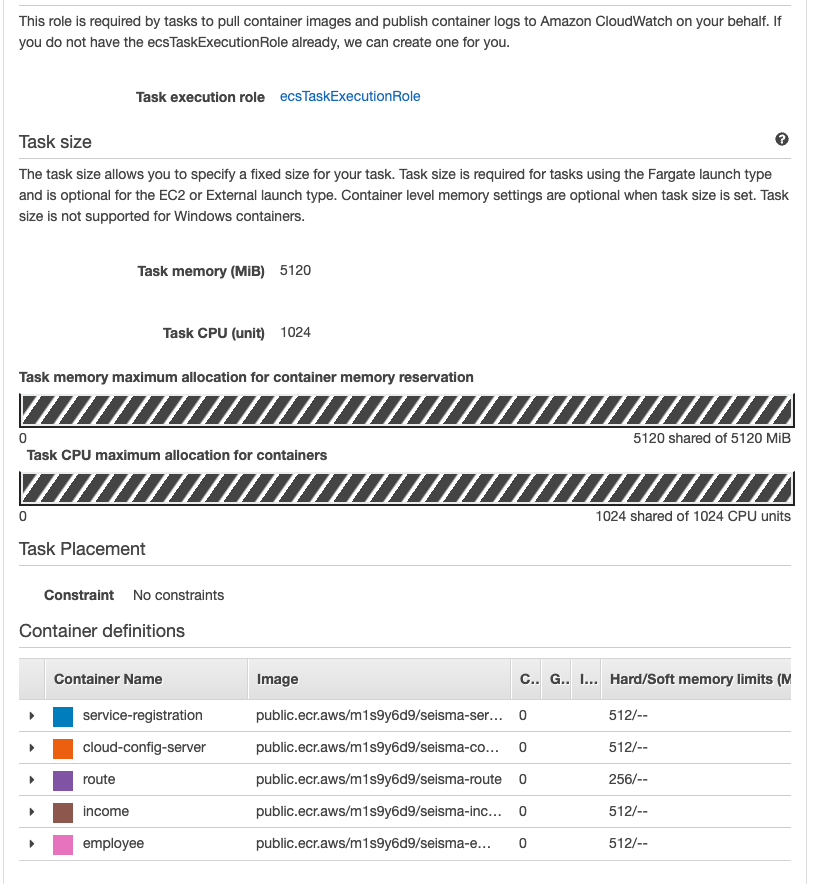 This role is required by tasks to pull container images and publish container logs to Amazon CloudWatch on your behalf. If
you do not have the ecsTaskExecutionRole already, we can create one for you.
Task execution role ecsTaskExecutionRole
Task size
The task size allows you to specify a fixed size for your task. Task size is required for tasks using the Fargate launch type
and is optional for the EC2 or External launch type. Container level memory settings are optional when task size is set. Task
size is not supported for Windows containers.
Task memory (MiB) 5120
Task CPU (unit) 1024
Task memory maximum allocation for container memory reservation
0 5120 shared of 5120 MiB
Task CPU maximum allocation for containers
0 1024 shared of 1024 CPU units
Task Placement
Constraint No constraints
Container definitions
Container Name Image C.. G.. I... Hard/Soft memory limits (M
service-registration public.ecr.aws/m1s9y6d9/seisma-ser... 0 512/--
cloud-config-server public.ecr.aws/m1s9y6d9/seisma-co... 0 512/--
route public.ecr.aws/m1s9y6d9/seisma-route 0 256/--
income public.ecr.aws/m1s9y6d9/seisma-inc... 0 512/--
employee public.ecr.aws/m1s9y6d9/seisma-e... 0 512/--